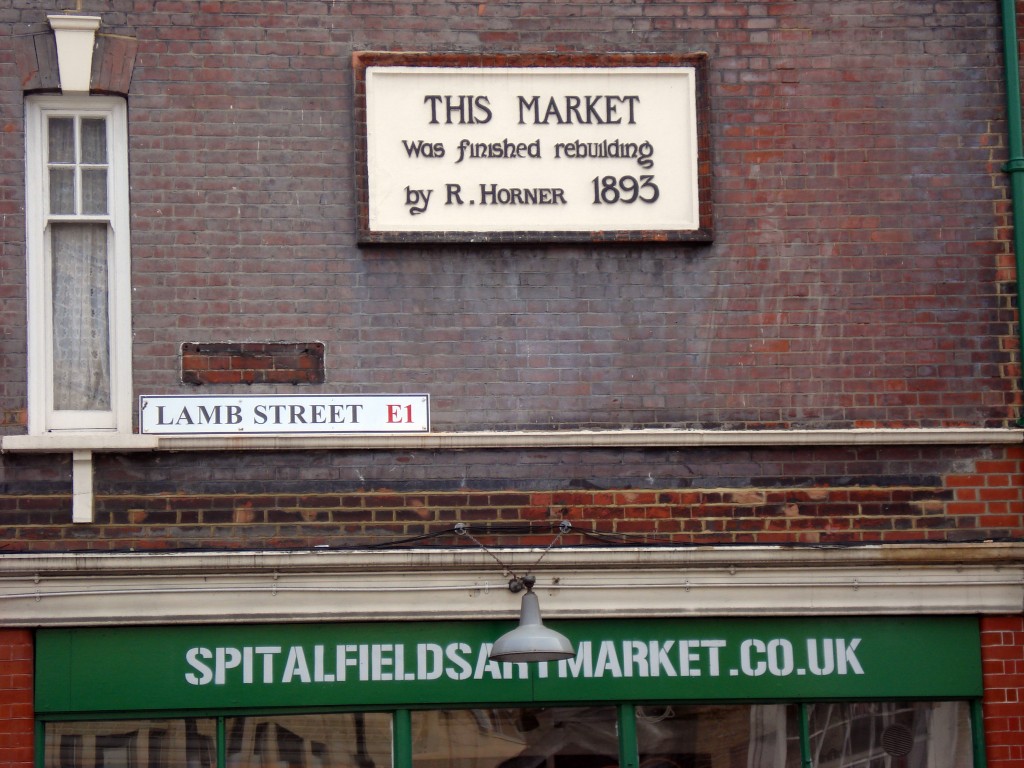 THIS MARKET
Was finished rebuilding
by R. HORNER 1893
LAMB STREET E1
SPITALFIELDSARTMARKET.CO.UK